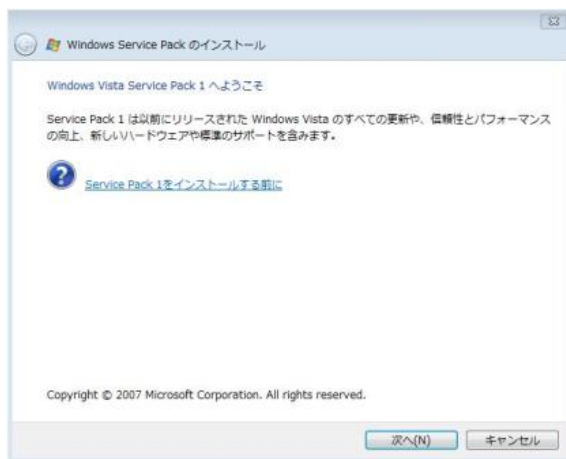 Windows Service Pack のインストール
Windows Vista Service Pack 1 へようこそ
Service Pack 1 は以前にリリースされた Windows Vista のすべての更新や、信頼性とパフォーマンス
の向上、新しいハードウェアや標準のサポートを含みます。
Service Pack 1をインストールする前に
Copyright © 2007 Microsoft Corporation. All rights reserved.
次へ(N)
キャンセル